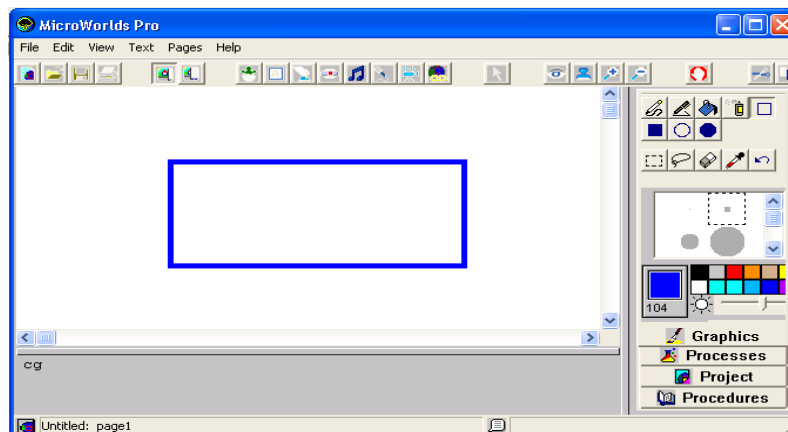 MicroWorlds Pro
File Edit View Text Pages Help
104
Graphics
Processes
Project
Procedures
cg
Untitled: page1